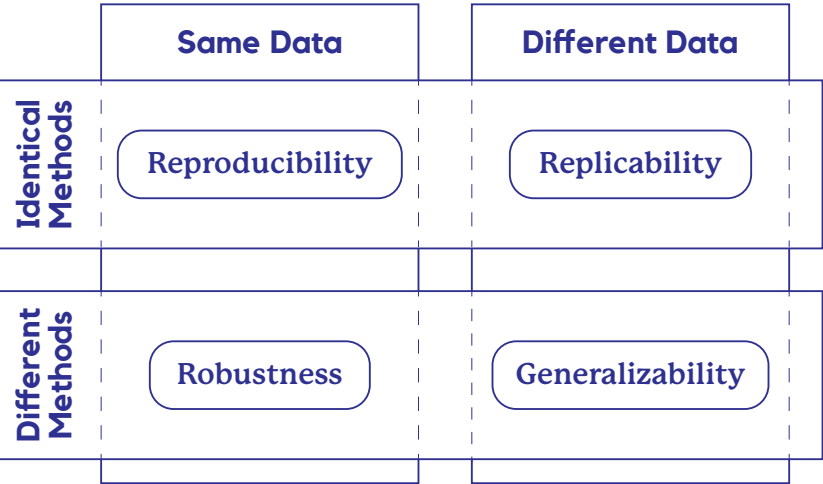 Same Data
Different Data
Identical
Methods
Reproducibility
Replicability
Different
Methods
Robustness
Generalizability